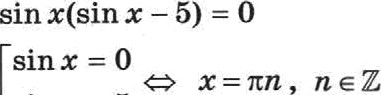 sin x(sin x − 5) = 0
[ sin x = 0
⇔ x = πn , n ∈ ℤ